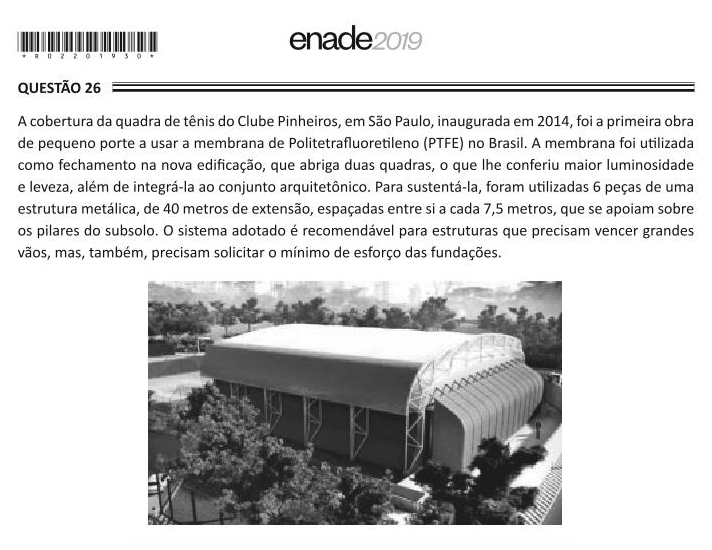 enade2019
*R02201930*
QUESTÃO 26
A cobertura da quadra de tênis do Clube Pinheiros, em São Paulo, inaugurada em 2014, foi a primeira obra
de pequeno porte a usar a membrana de Politetrafluoretileno (PTFE) no Brasil. A membrana foi utilizada
como fechamento na nova edificação, que abriga duas quadras, o que lhe conferiu maior luminosidade
e leveza, além de integrá-la ao conjunto arquitetônico. Para sustentá-la, foram utilizadas 6 peças de uma
estrutura metálica, de 40 metros de extensão, espaçadas entre si a cada 7,5 metros, que se apoiam sobre
os pilares do subsolo. O sistema adotado é recomendável para estruturas que precisam vencer grandes
vãos, mas, também, precisam solicitar o mínimo de esforço das fundações.